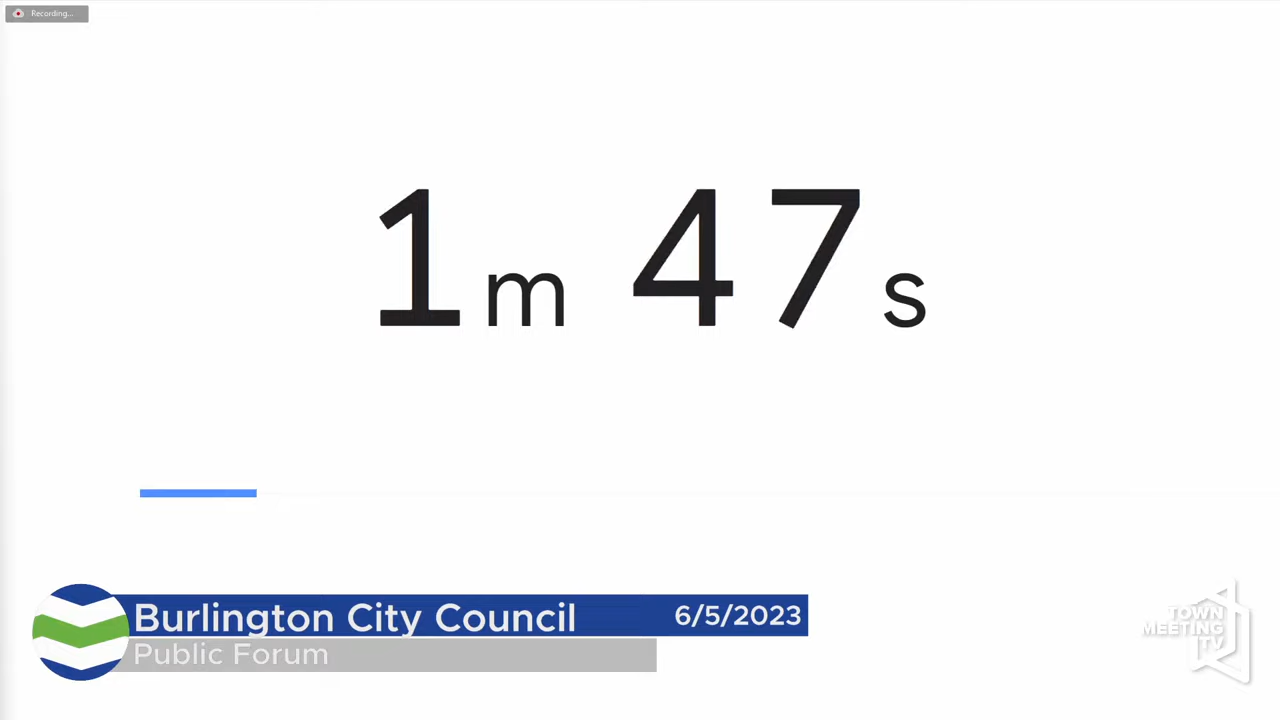 Recording...
1m 47s
Burlington City Council 6/5/2023
Public Forum
TOWN
MEETING
TV